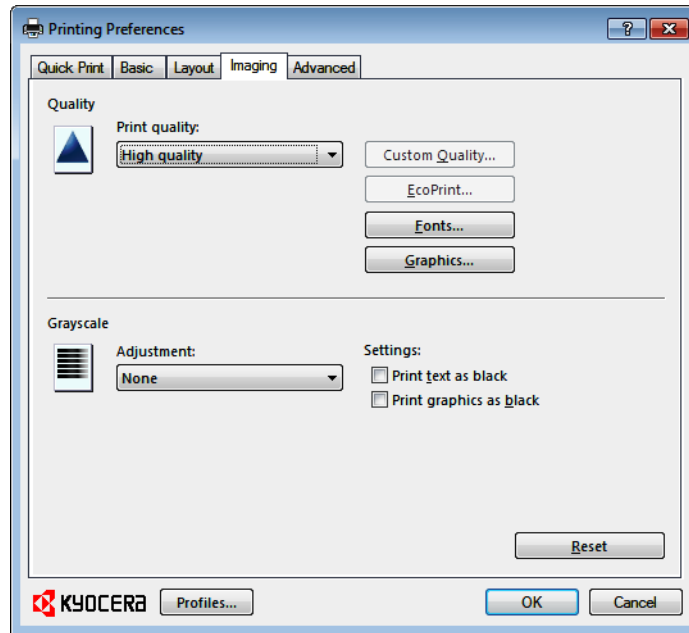 Printing Preferences
Quick Print Basic Layout Imaging Advanced
Quality
Print quality:
High quality
Custom Quality...
EcoPrint...
Fonts...
Graphics...
Grayscale
Adjustment:
None
Settings:
Print text as black
Print graphics as black
Reset
KYOCERA Profiles... OK Cancel